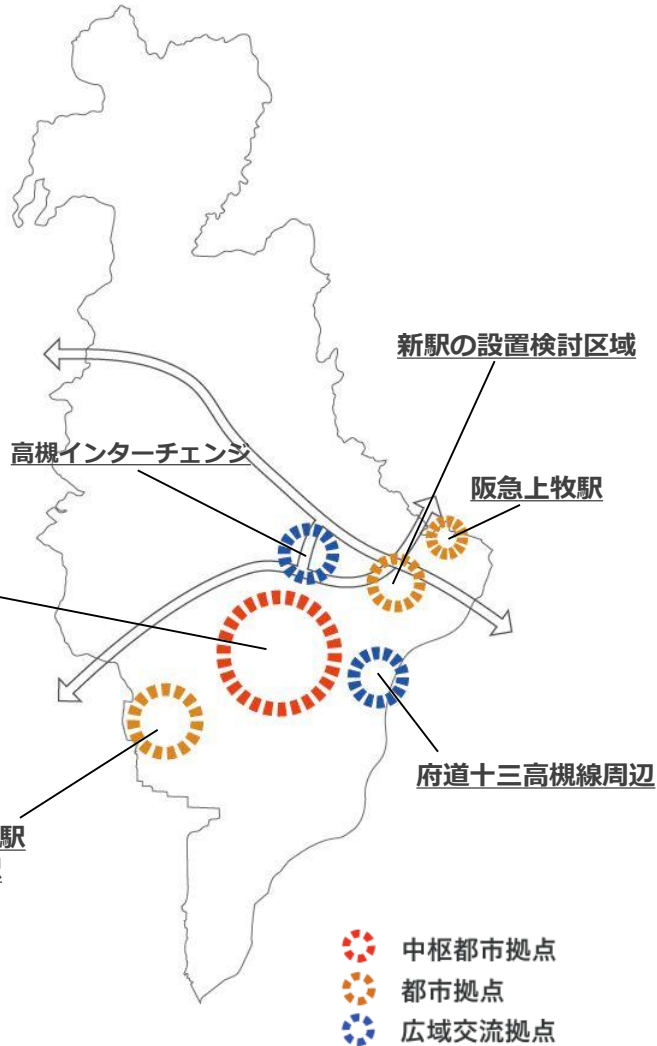 新駅の設置検討区域
高槻インターチェンジ
阪急上牧駅
府道十三高槻線周辺
駅
中枢都市拠点
都市拠点
広域交流拠点